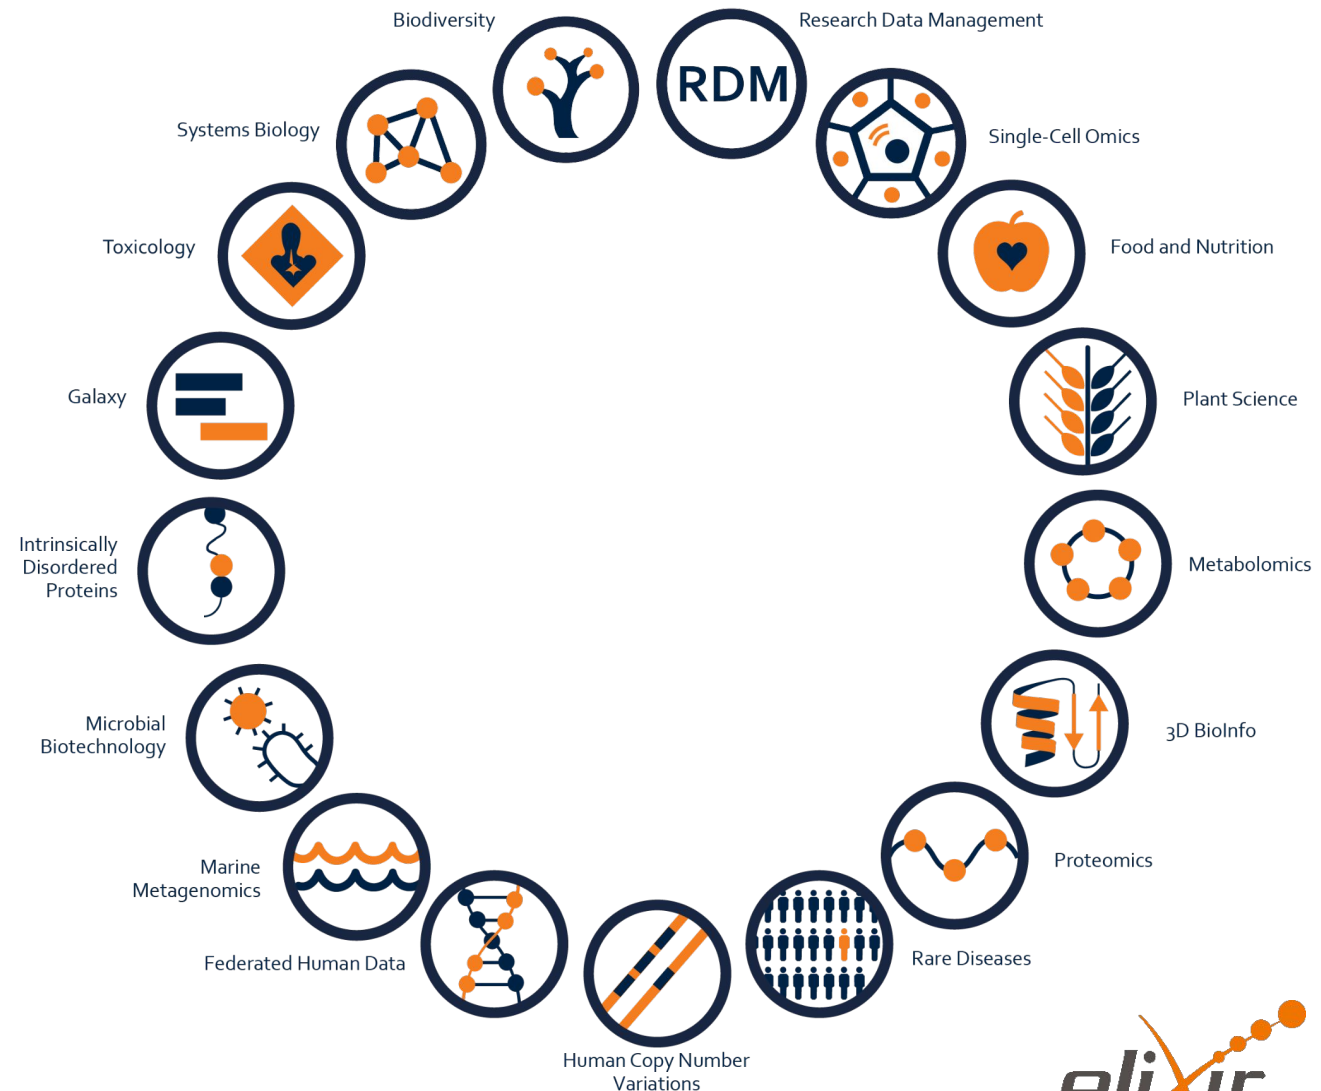 Biodiversity
Research Data Management
RDM
Systems Biology
Single-Cell Omics
Toxicology
Food and Nutrition
Galaxy
Plant Science
Intrinsically
Disordered
Proteins
Metabolomics
Microbial
Biotechnology
3D BioInfo
Marine
Metagenomics
Proteomics
Federated Human Data
Rare Diseases
Human Copy Number
Variations
elixir